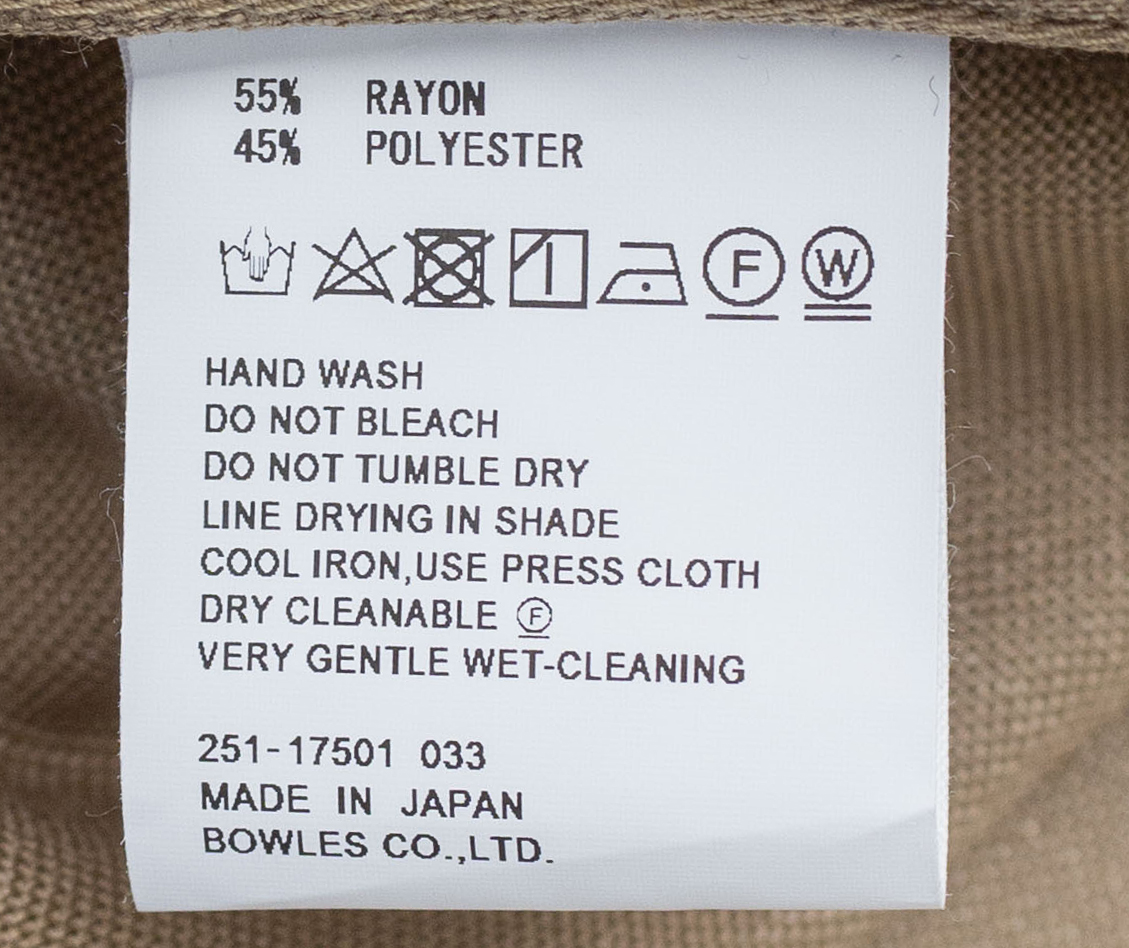 55% RAYON
45% POLYESTER
F W
HAND WASH
DO NOT BLEACH
DO NOT TUMBLE DRY
LINE DRYING IN SHADE
COOL IRON,USE PRESS CLOTH
DRY CLEANABLE Ⓕ
VERY GENTLE WET-CLEANING
251-17501 033
MADE IN JAPAN
BOWLES CO.,LTD.